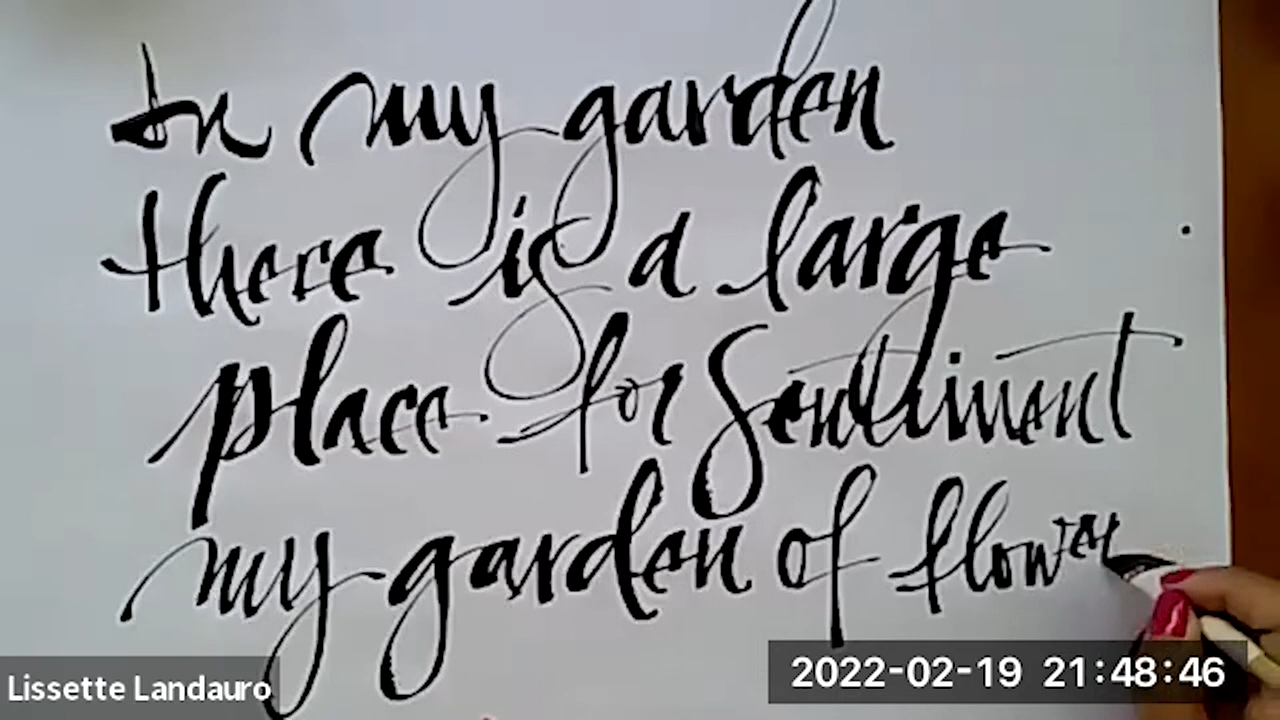 In my garden
there is a large
place for Sentiment
my garden of flower
Lissette Landauro
2022-02-19 21:48:46